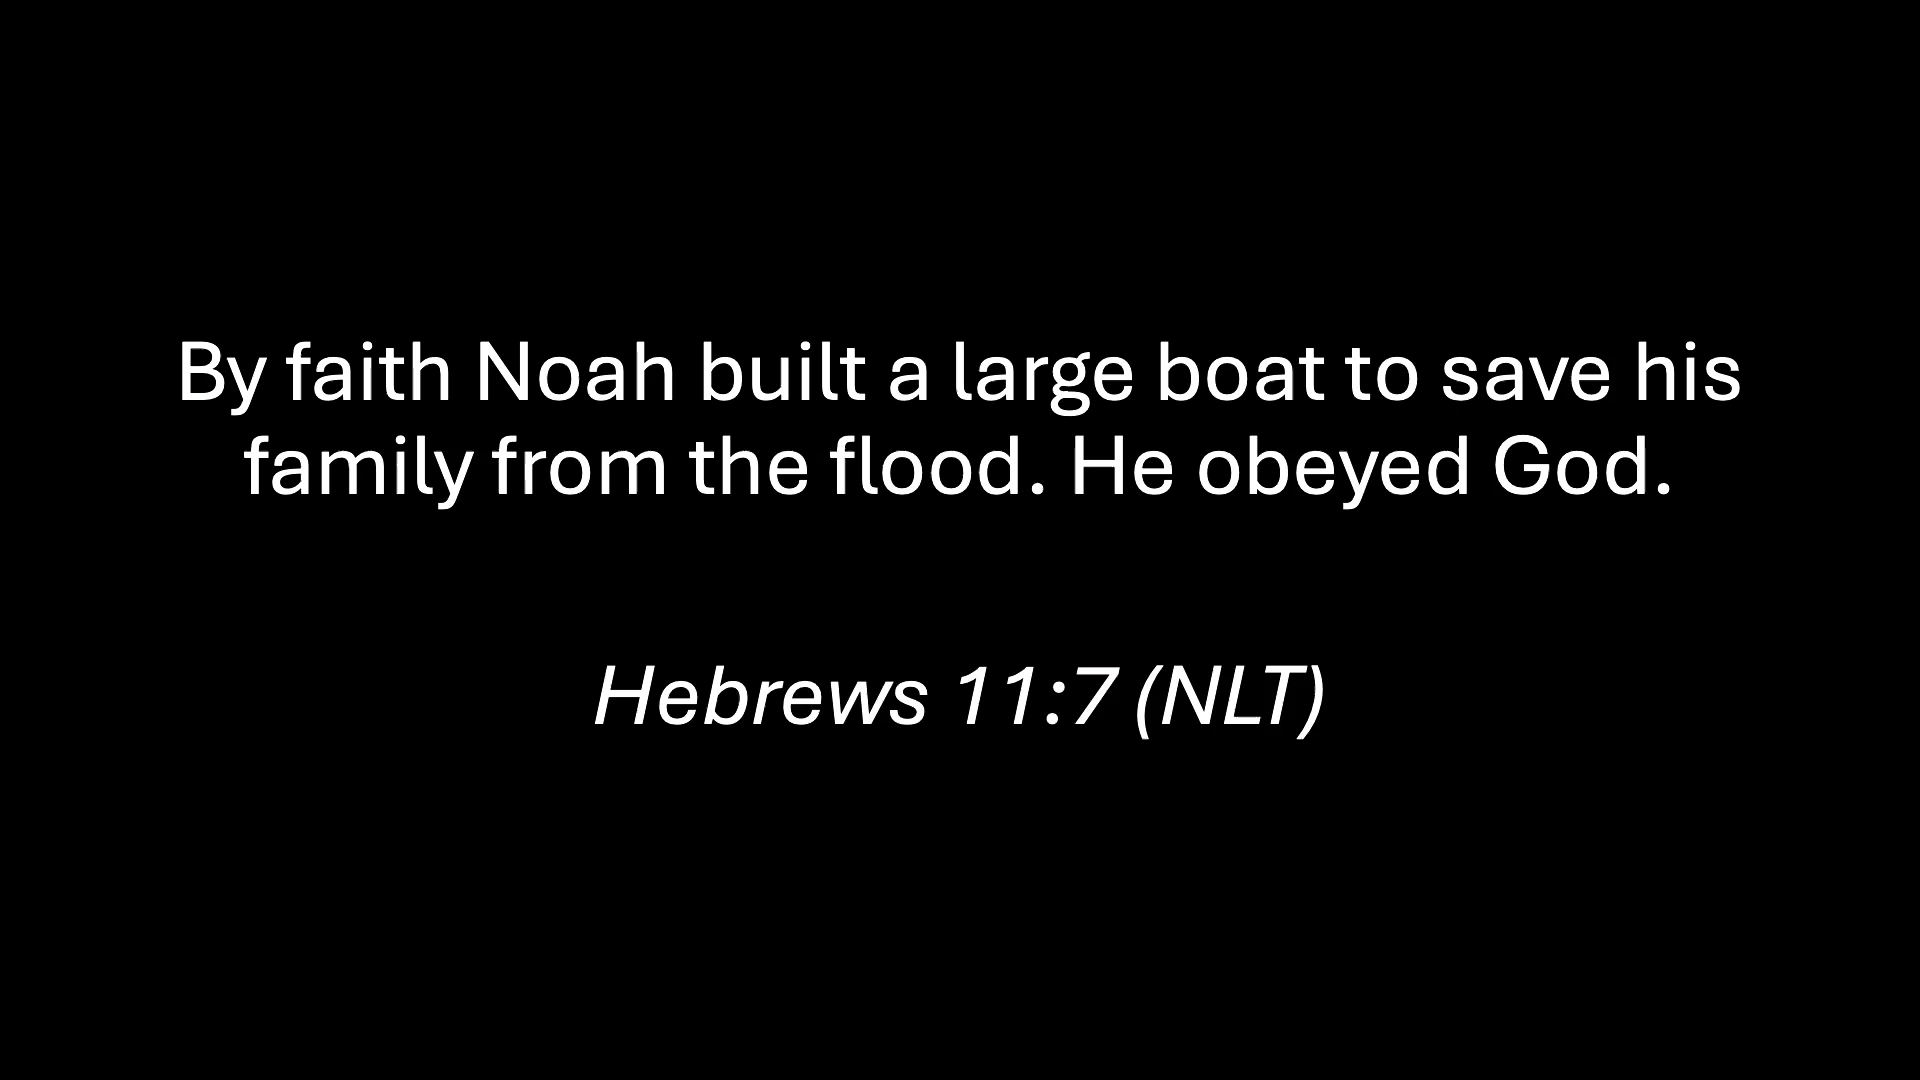 By faith Noah built a large boat to save his
family from the flood. He obeyed God.
Hebrews 11:7 (NLT)